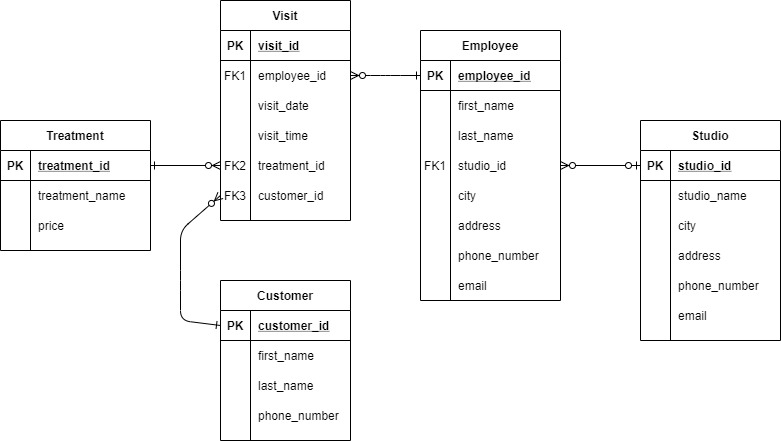 Visit
PK visit_id
FK1 employee_id
visit_date
visit_time
FK2 treatment_id
FK3 customer_id
Employee
PK employee_id
first_name
last_name
FK1 studio_id
city
address
phone_number
email
Treatment
PK treatment_id
treatment_name
price
Studio
PK studio_id
studio_name
city
address
phone_number
email
Customer
PK customer_id
first_name
last_name
phone_number